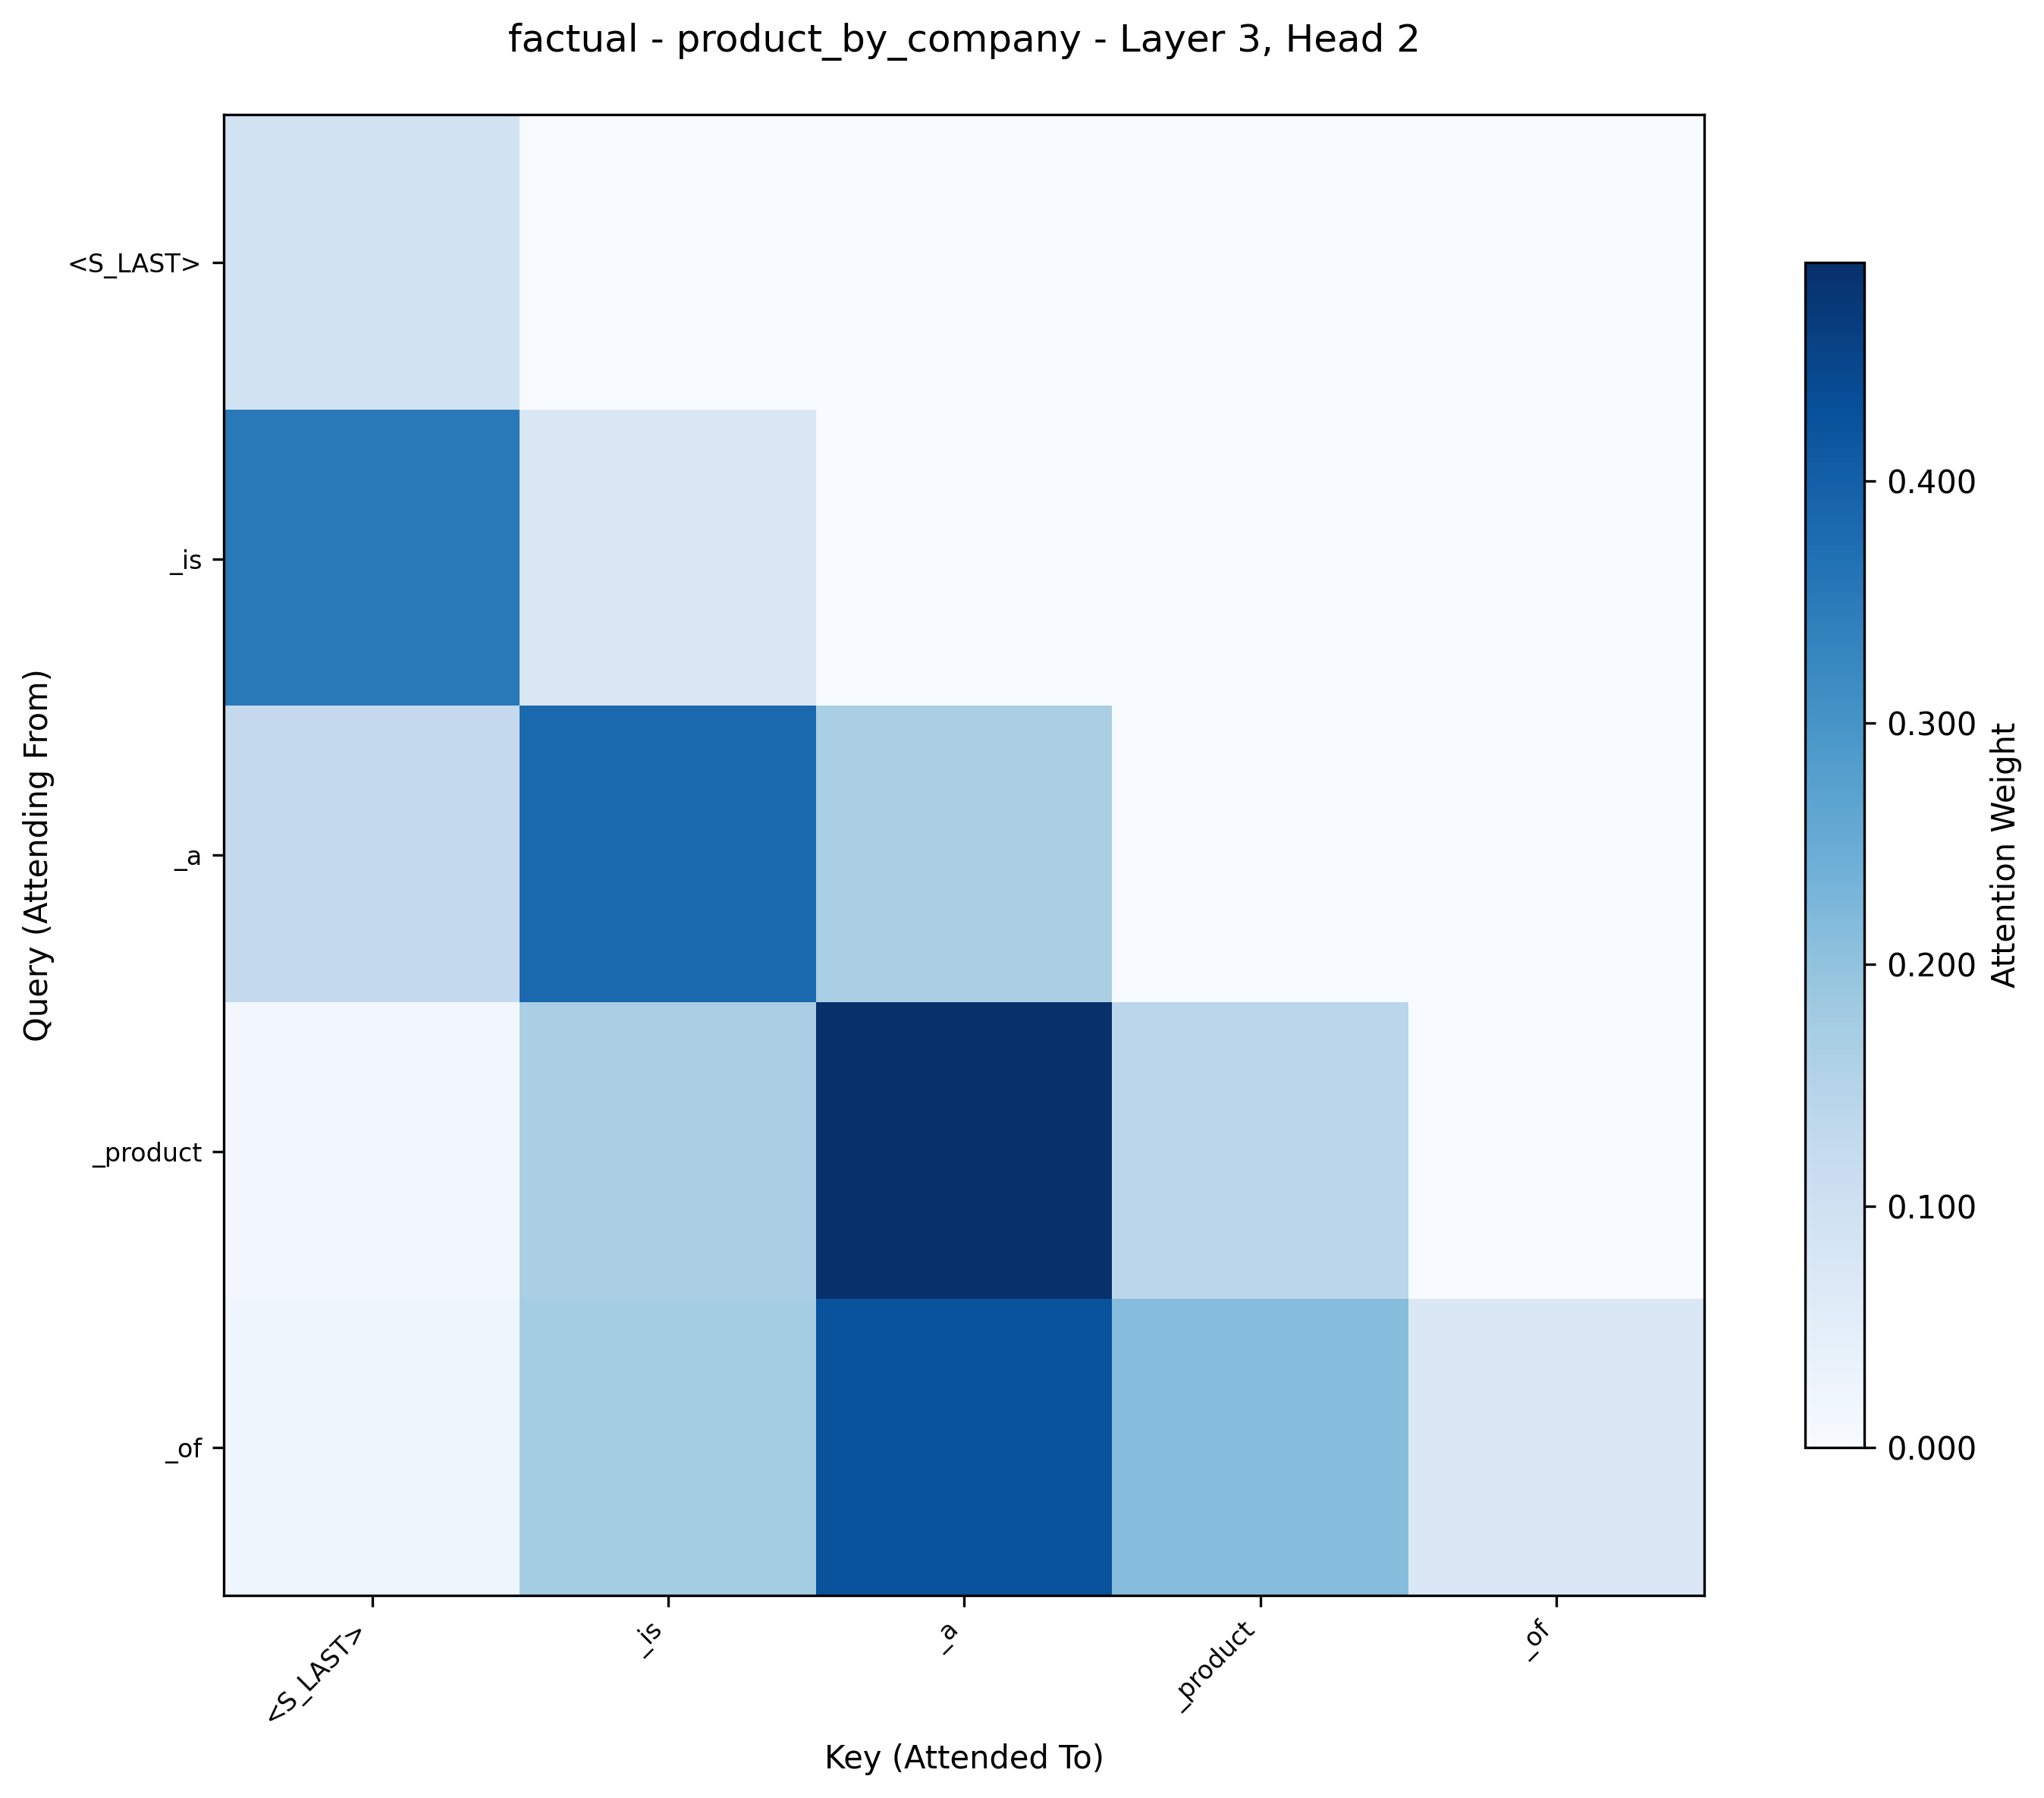 factual - product_by_company - Layer 3, Head 2
Query (Attending From)
<S_LAST>
_is
_a
_product
_of
<S_LAST>
_is
_a
_product
_of
Key (Attended To)
0.400
0.300
0.200
0.100
0.000
Attention Weight